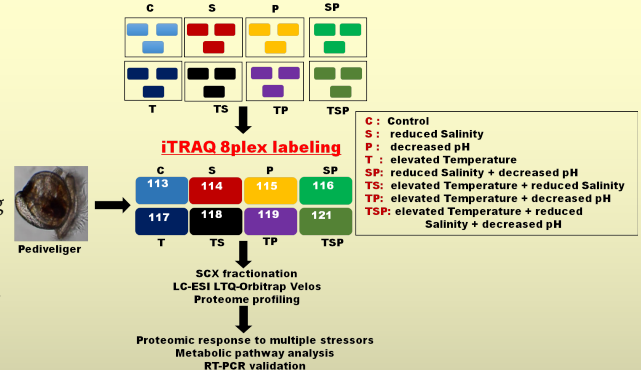 C S P SP
T TS TP TSP
iTRAQ 8plex labeling
C : Control
S : reduced Salinity
P : decreased pH
T : elevated Temperature
SP: reduced Salinity + decreased pH
TS: elevated Temperature + reduced Salinity
TP: elevated Temperature + decreased pH
TSP: elevated Temperature + reduced
Salinity + decreased pH
C S P SP
113 114 115 116
117 118 119 121
T TS TP TSP
g
Pediveliger
SCX fractionation
LC-ESI LTQ-Orbitrap Velos
Proteome profiling
Proteomic response to multiple stressors
Metabolic pathway analysis
RT-PCR validation